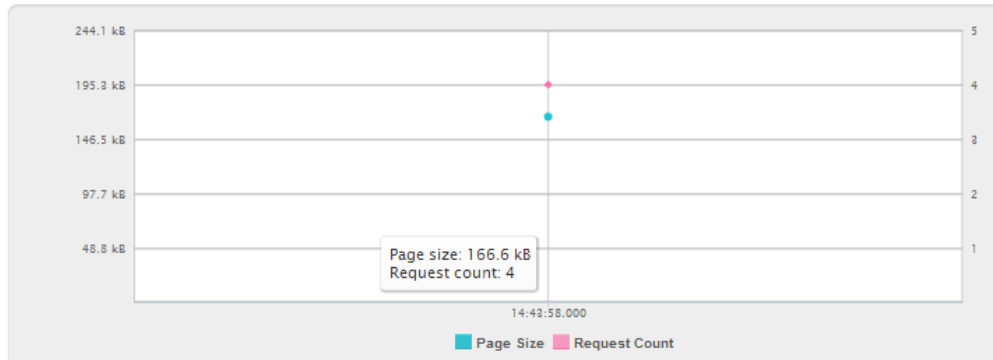 244.1 kB
5
195.3 kB
4
146.5 kB
3
97.7 kB
2
48.8 kB
1
Page size: 166.6 kB
Request count: 4
14:43:58.000
Page Size Request Count